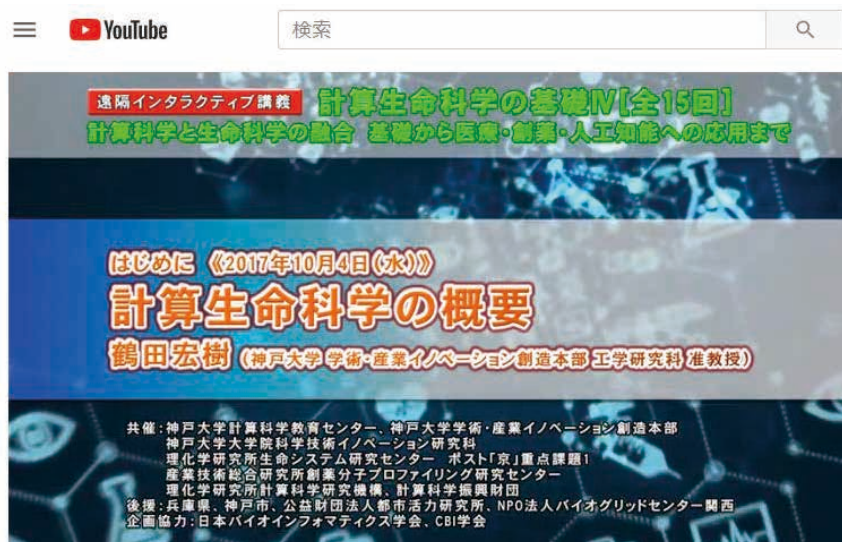 YouTube
検索
遠隔インタラクティブ講義 計算生命科学の基礎Ⅳ[全15回]
計算科学と生命科学の融合 基礎から医療・創薬・人工知能への応用まで
はじめに 《2017年10月4日(水)》
計算生命科学の概要
鶴田宏樹 (神戸大学 学術・産業イノベーション創造本部 工学研究科 准教授)
共催:神戸大学計算科学教育センター、神戸大学学術・産業イノベーション創造本部
神戸大学大学院科学技術イノベーション研究科
理化学研究所生命システム研究センター ポスト「京」重点課題1
産業技術総合研究所創薬分子プロファイリング研究センター
理化学研究所計算科学研究機構、計算科学振興財団
後援:兵庫県、神戸市、公益財団法人都市活力研究所、NPO法人バイオグリッドセンター関西
企画協力:日本バイオインフォマティクス学会、CBI学会